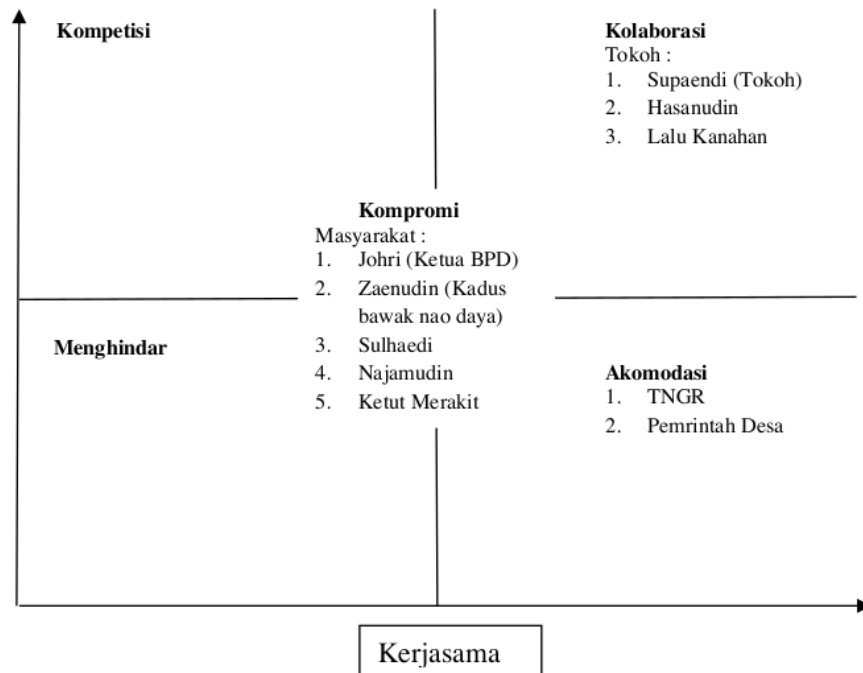 Kompetisi
Kolaborasi
Tokoh :
1. Supaendi (Tokoh)
2. Hasanudin
3. Lalu Kanahan
Kompromi
Masyarakat :
1. Johri (Ketua BPD)
2. Zaenudin (Kadus
bawak nao daya)
3. Sulhaedi
4. Najamudin
5. Ketut Merakit
Menghindar
Akomodasi
1. TNGR
2. Pemrintah Desa
Kerjasama